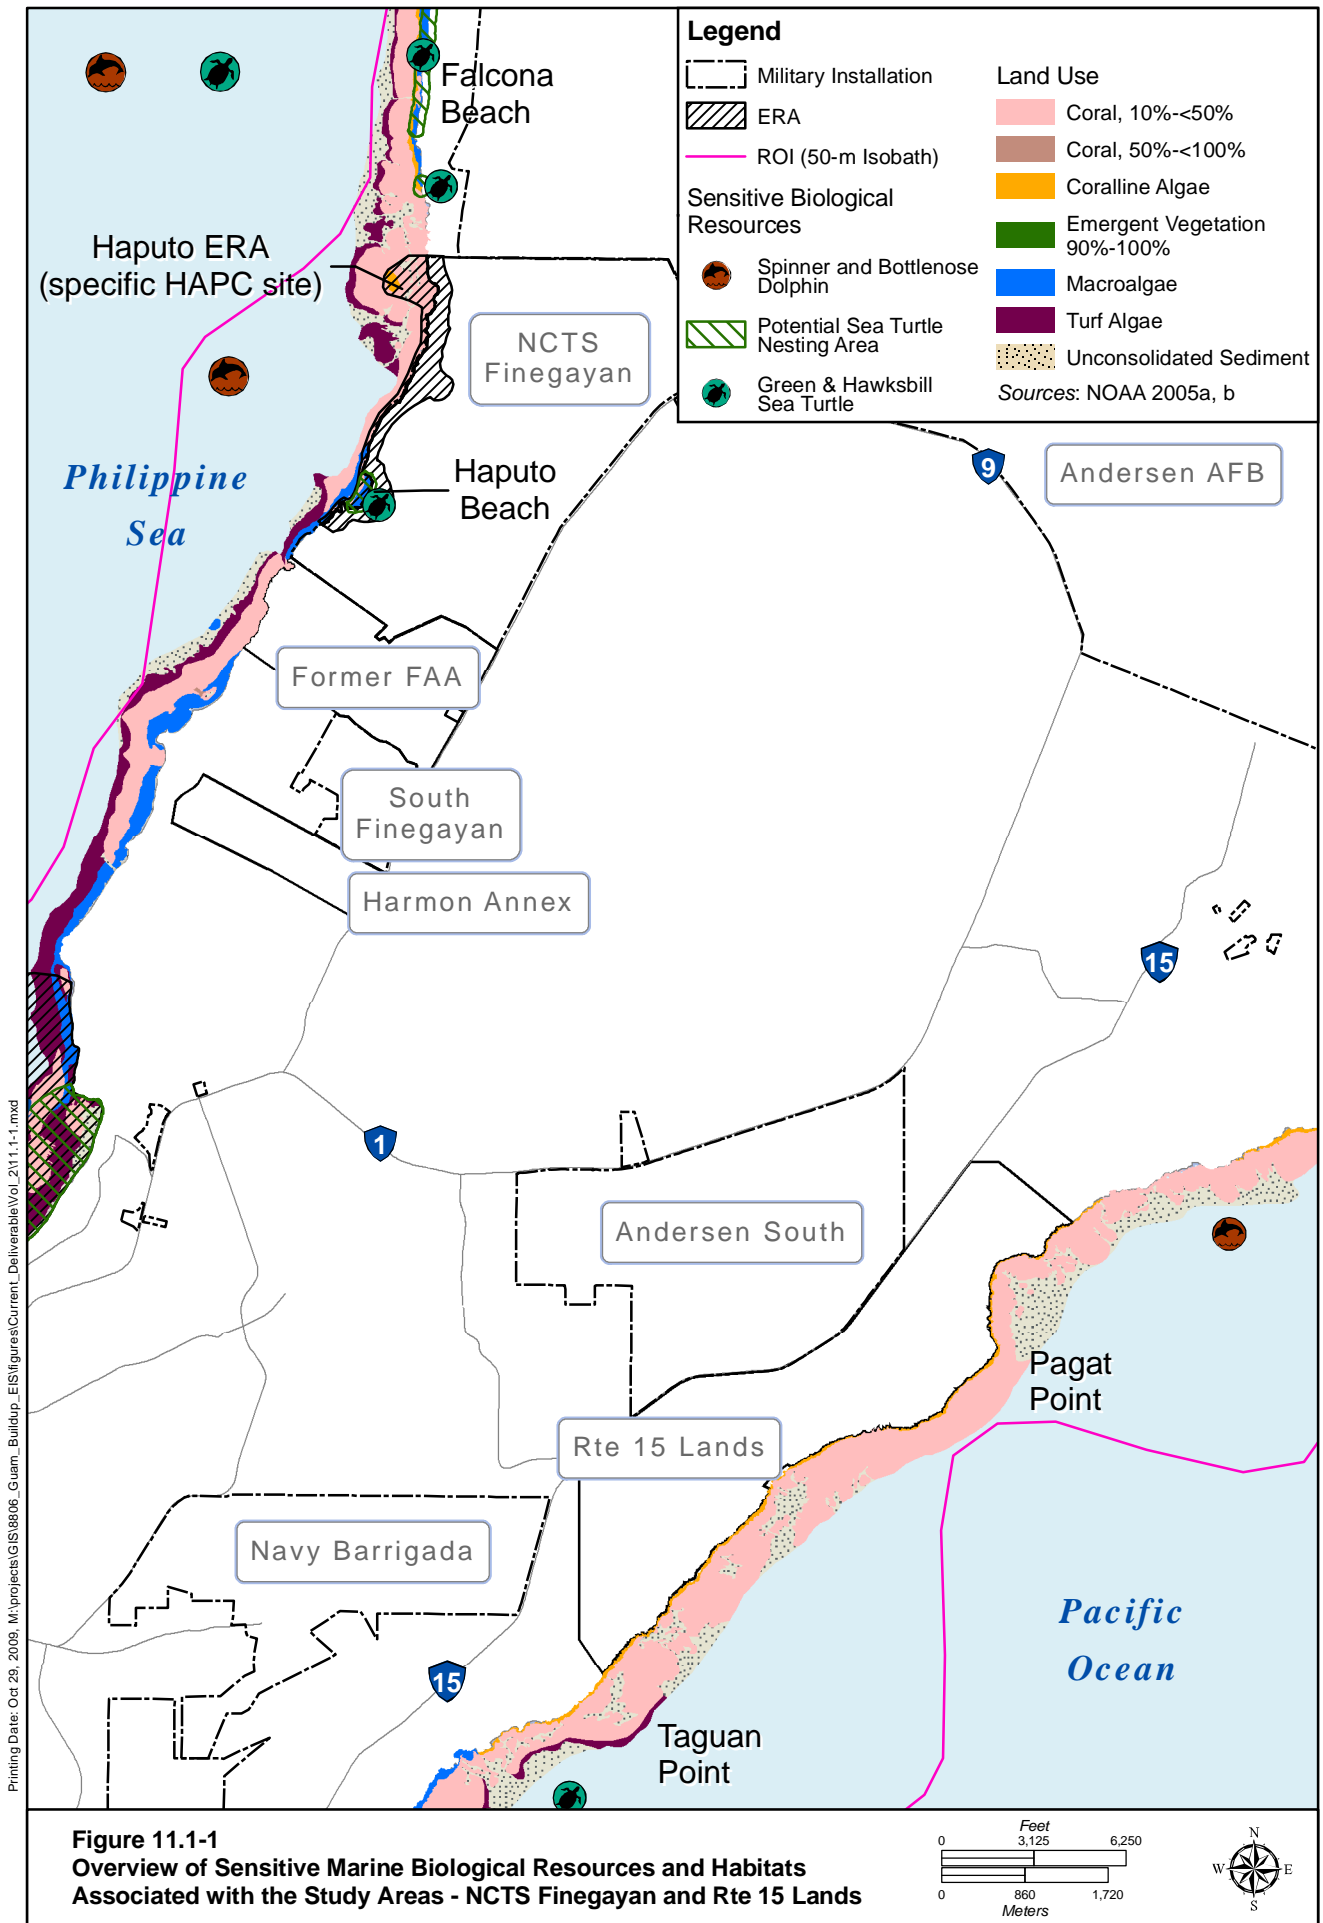 Legend
Military Installation
ERA
ROI (50-m Isobath)
Sensitive Biological
Resources
Spinner and Bottlenose
Dolphin
Potential Sea Turtle
Nesting Area
Green & Hawksbill
Sea Turtle
Land Use
Coral, 10%-<50%
Coral, 50%-<100%
Coralline Algae
Emergent Vegetation
90%-100%
Macroalgae
Turf Algae
Unconsolidated Sediment
Sources: NOAA 2005a, b
Falcona
Beach
Haputo ERA
(specific HAPC site)
NCTS
Finegayan
Philippine
Sea
Haputo
Beach
9
Andersen AFB
Former FAA
South
Finegayan
Harmon Annex
15
1
Andersen South
Pagat
Point
Rte 15 Lands
Navy Barrigada
Pacific
Ocean
15
Taguan
Point
Printing Date: Oct 29, 2009, M:\projects\GIS\8806_Guam_Buildup_EIS\figures\Current_Deliverable\Vol_2\11.1-1.mxd
Figure 11.1-1
Overview of Sensitive Marine Biological Resources and Habitats
Associated with the Study Areas - NCTS Finegayan and Rte 15 Lands
Feet
0 3,125 6,250
0 860 1,720
Meters
N
W E
S